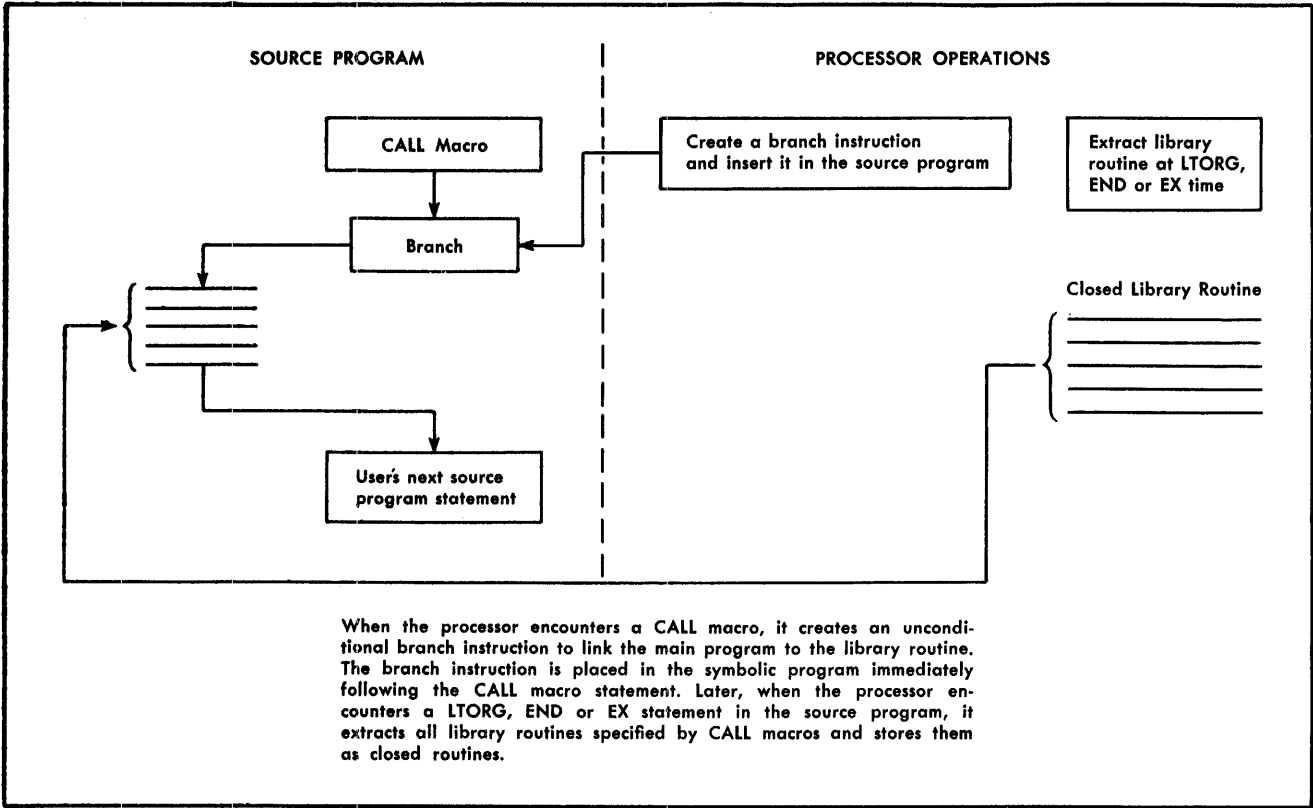 SOURCE PROGRAM
PROCESSOR OPERATIONS
CALL Macro
Create a branch instruction
and insert it in the source program
Extract library
routine at LTORG,
END or EX time
Branch
Closed Library Routine
User's next source
program statement
When the processor encounters a CALL macro, it creates an uncondi-
tional branch instruction to link the main program to the library routine.
The branch instruction is placed in the symbolic program immediately
following the CALL macro statement. Later, when the processor en-
counters a LTORG, END or EX statement in the source program, it
extracts all library routines specified by CALL macros and stores them
as closed routines.